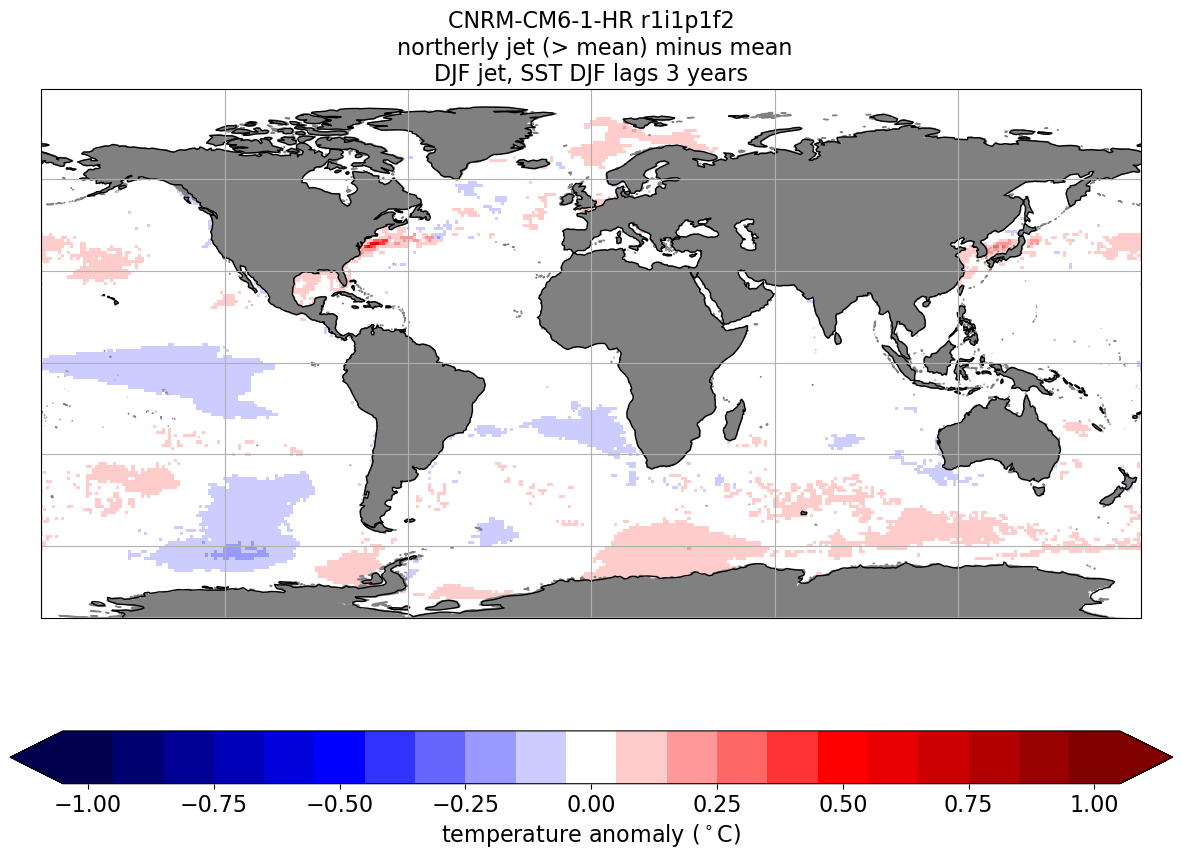 CNRM-CM6-1-HR r1i1p1f2
northerly jet (> mean) minus mean
DJF jet, SST DJF lags 3 years
−1.00 −0.75 −0.50 −0.25 0.00 0.25 0.50 0.75 1.00
temperature anomaly (°C)